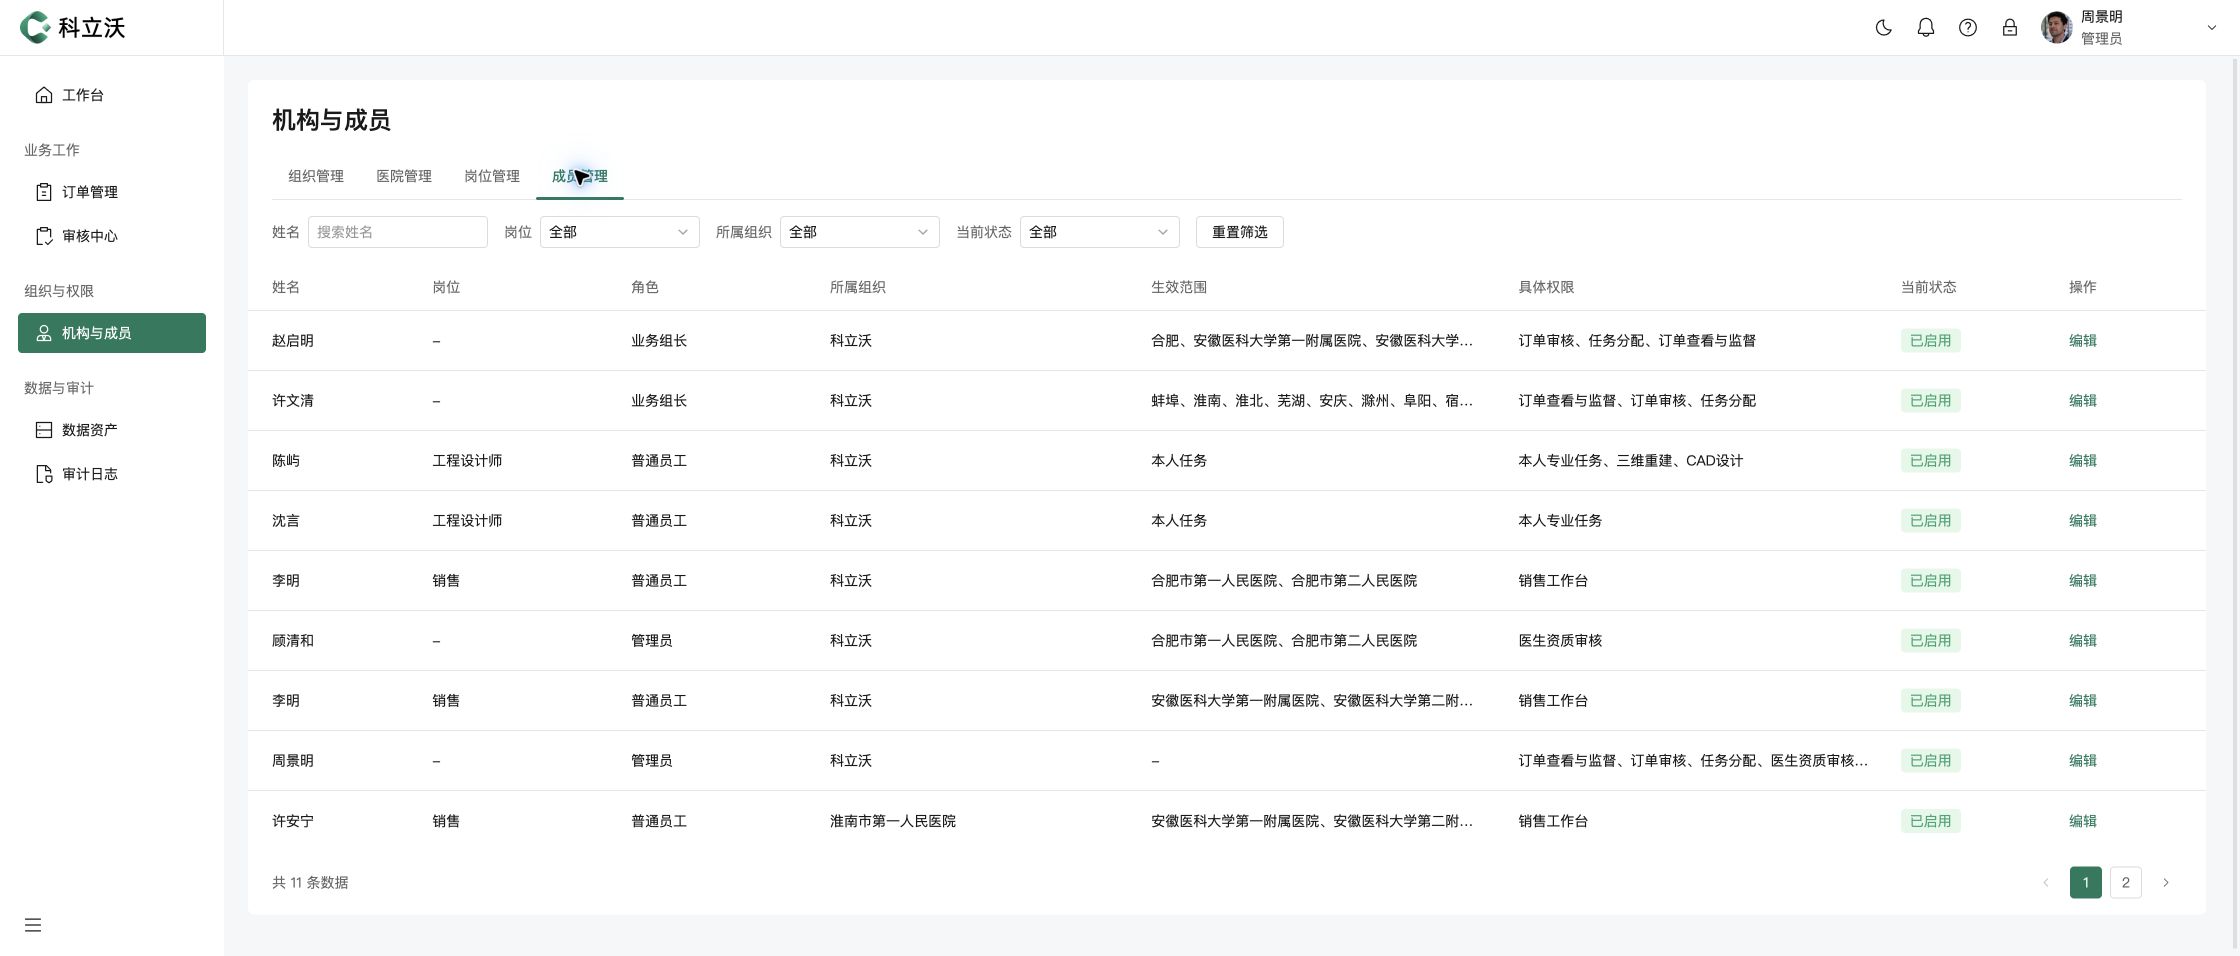 科立沃
周景明
管理员
工作台
业务工作
订单管理
审核中心
组织与权限
机构与成员
数据与审计
数据资产
审计日志
机构与成员
组织管理 医院管理 岗位管理 成员管理
姓名 搜索姓名 岗位 全部 所属组织 全部 当前状态 全部 重置筛选
姓名 岗位 角色 所属组织 生效范围 具体权限 当前状态 操作
赵启明 – 业务组长 科立沃 合肥、安徽医科大学第一附属医院、安徽医科大学... 订单审核、任务分配、订单查看与监督 已启用 编辑
许文清 – 业务组长 科立沃 蚌埠、淮南、淮北、芜湖、安庆、滁州、阜阳、宿... 订单查看与监督、订单审核、任务分配 已启用 编辑
陈屿 工程设计师 普通员工 科立沃 本人任务 本人专业任务、三维重建、CAD设计 已启用 编辑
沈言 工程设计师 普通员工 科立沃 本人任务 本人专业任务 已启用 编辑
李明 销售 普通员工 科立沃 合肥市第一人民医院、合肥市第二人民医院 销售工作台 已启用 编辑
顾清和 – 管理员 科立沃 合肥市第一人民医院、合肥市第二人民医院 医生资质审核 已启用 编辑
李明 销售 普通员工 科立沃 安徽医科大学第一附属医院、安徽医科大学第二附... 销售工作台 已启用 编辑
周景明 – 管理员 科立沃 – 订单查看与监督、订单审核、任务分配、医生资质审核... 已启用 编辑
许安宁 销售 普通员工 淮南市第一人民医院 安徽医科大学第一附属医院、安徽医科大学第二附... 销售工作台 已启用 编辑
共 11 条数据 1 2